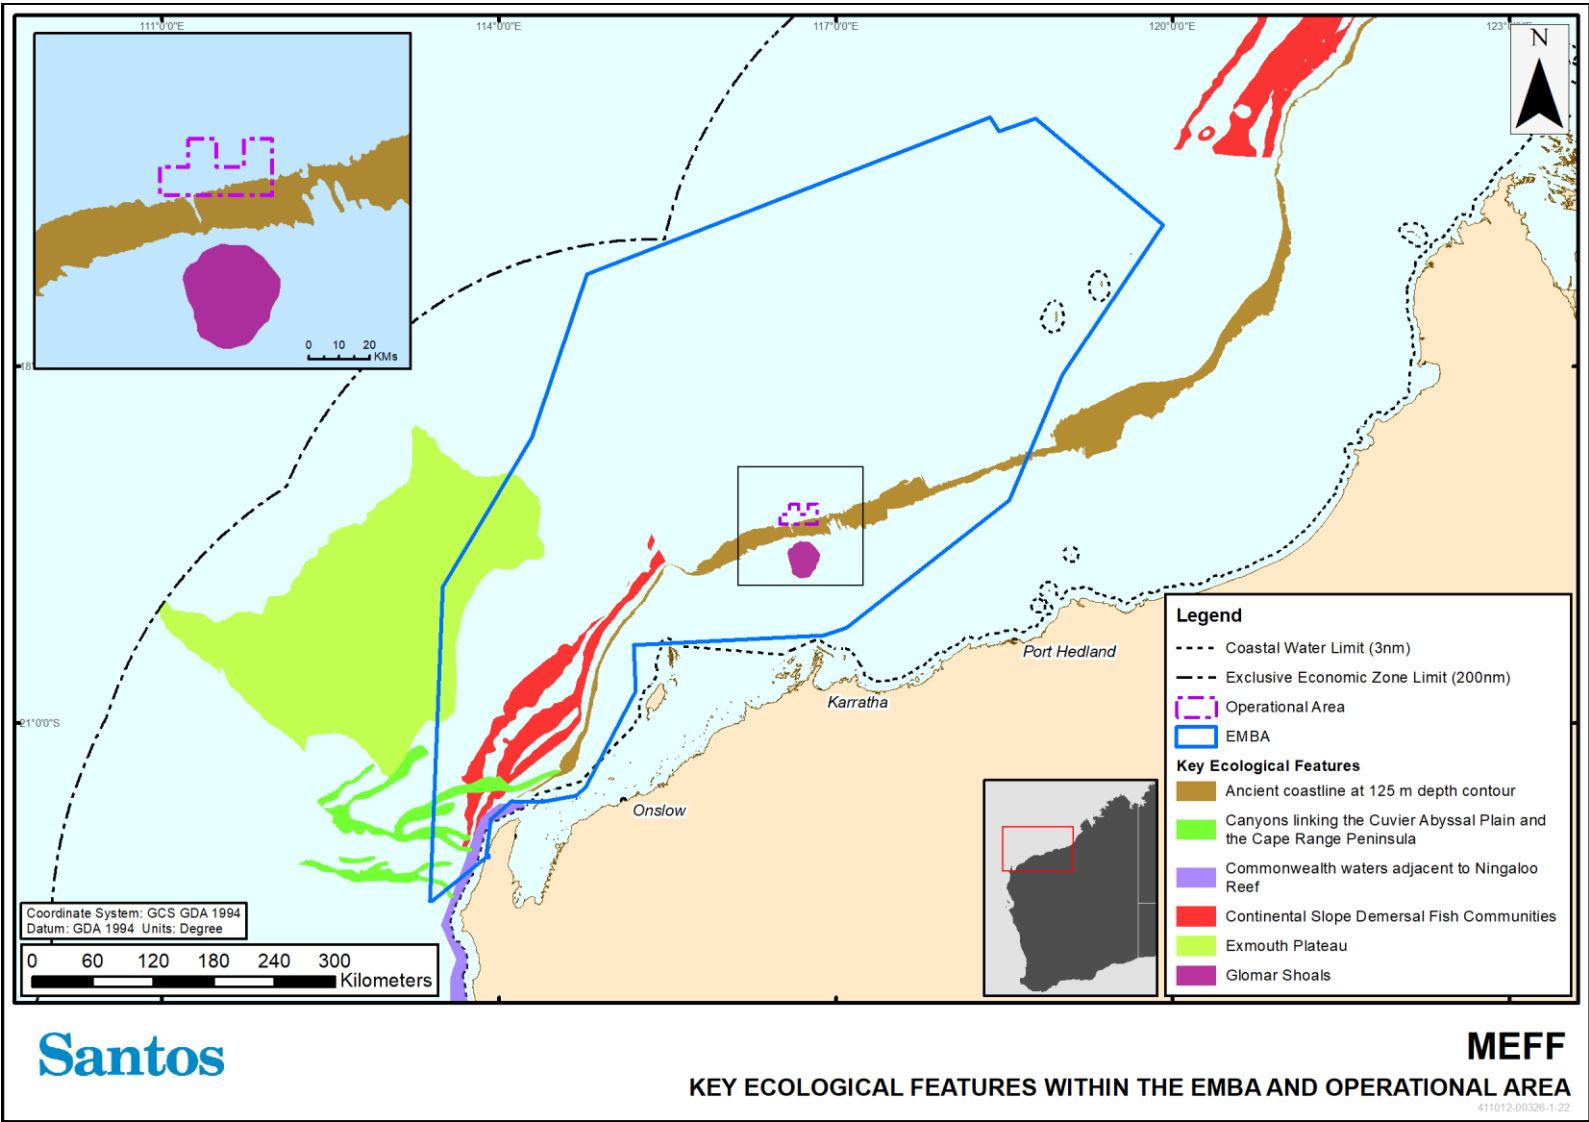 111°0'0"E
114°0'0"E
117°0'0"E
120°0'0"E
N
0 10 20
KMs
21°0'0"S
Port Hedland
Karratha
Onslow
Legend
Coastal Water Limit (3nm)
Exclusive Economic Zone Limit (200nm)
Operational Area
EMBA
Key Ecological Features
Ancient coastline at 125 m depth contour
Canyons linking the Cuvier Abyssal Plain and
the Cape Range Peninsula
Commonwealth waters adjacent to Ningaloo
Reef
Continental Slope Demersal Fish Communities
Exmouth Plateau
Glomar Shoals
Coordinate System: GCS GDA 1994
Datum: GDA 1994 Units: Degree
0 60 120 180 240 300
Kilometers
Santos
MEFF
KEY ECOLOGICAL FEATURES WITHIN THE EMBA AND OPERATIONAL AREA
411012-00326-1-22